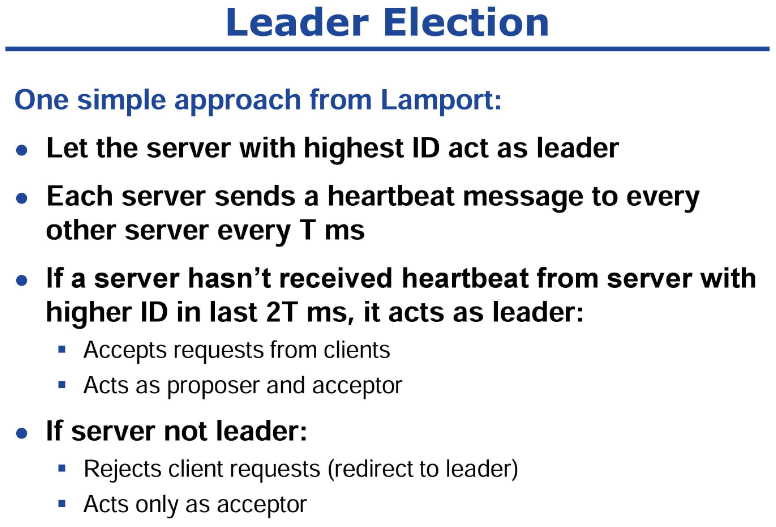 Leader Election
One simple approach from Lamport:
● Let the server with highest ID act as leader
● Each server sends a heartbeat message to every
other server every T ms
● If a server hasn’t received heartbeat from server with
higher ID in last 2T ms, it acts as leader:
▪ Accepts requests from clients
▪ Acts as proposer and acceptor
● If server not leader:
▪ Rejects client requests (redirect to leader)
▪ Acts only as acceptor